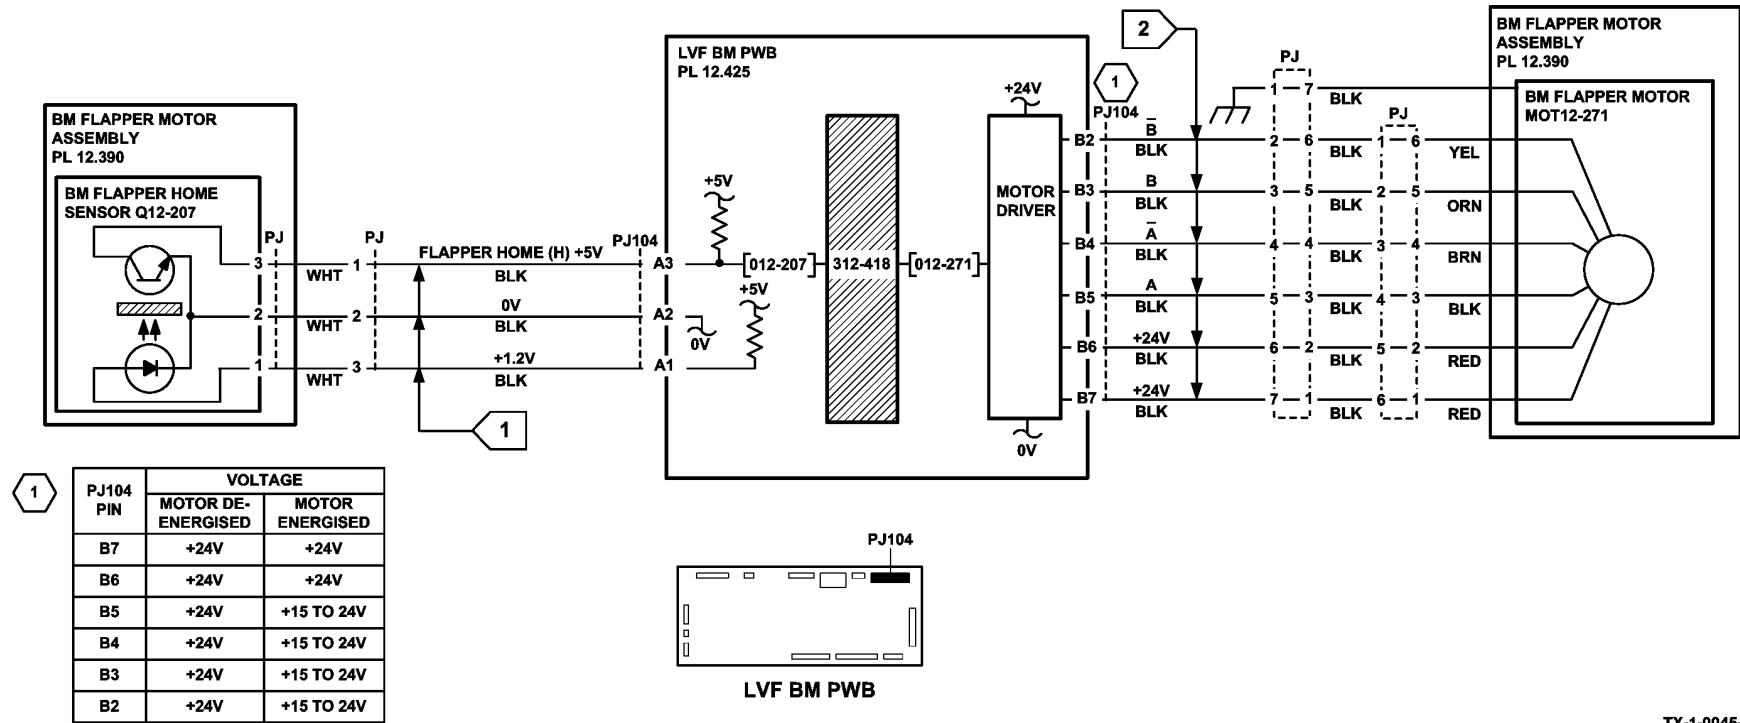 BM FLAPPER MOTOR
ASSEMBLY
PL 12.390
BM FLAPPER HOME
SENSOR Q12-207
PJ
3
2
1
WHT
WHT
WHT
PJ
1
2
3
FLAPPER HOME (H) +5V
BLK
0V
BLK
+1.2V
BLK
1
PJ104
A3
A2
A1
LVF BM PWB
PL 12.425
+5V
[012-207]
312-418
[012-271]
+5V
0V
+24V
MOTOR
DRIVER
0V
1
PJ104
B2
B3
B4
B5
B6
B7
2
B
BLK
B
BLK
A
BLK
A
BLK
+24V
BLK
+24V
BLK
PJ
1 7
2 6
3 5
4 4
5 3
6 2
7 1
BLK
BLK
BLK
BLK
BLK
BLK
BLK
PJ
1 6
2 5
3 4
4 3
5 2
6 1
YEL
ORN
BRN
BLK
RED
RED
BM FLAPPER MOTOR
ASSEMBLY
PL 12.390
BM FLAPPER MOTOR
MOT12-271
1
PJ104
PIN
VOLTAGE
MOTOR DE-
ENERGISED
MOTOR
ENERGISED
B7 +24V +24V
B6 +24V +24V
B5 +24V +15 TO 24V
B4 +24V +15 TO 24V
B3 +24V +15 TO 24V
B2 +24V +15 TO 24V
PJ104
LVF BM PWB